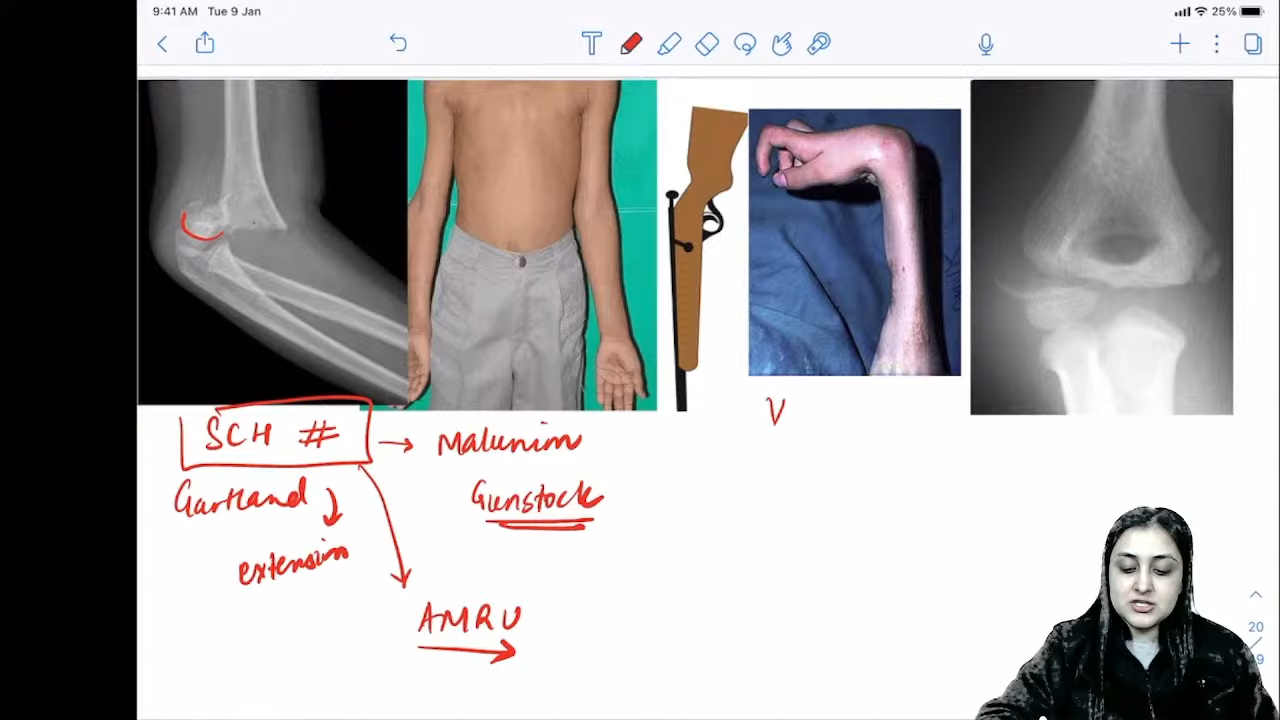 9:41 AM Tue 9 Jan
25%
T
V
SCH # → Malunion
Gartland
Gunstock
extension
AMRU
20